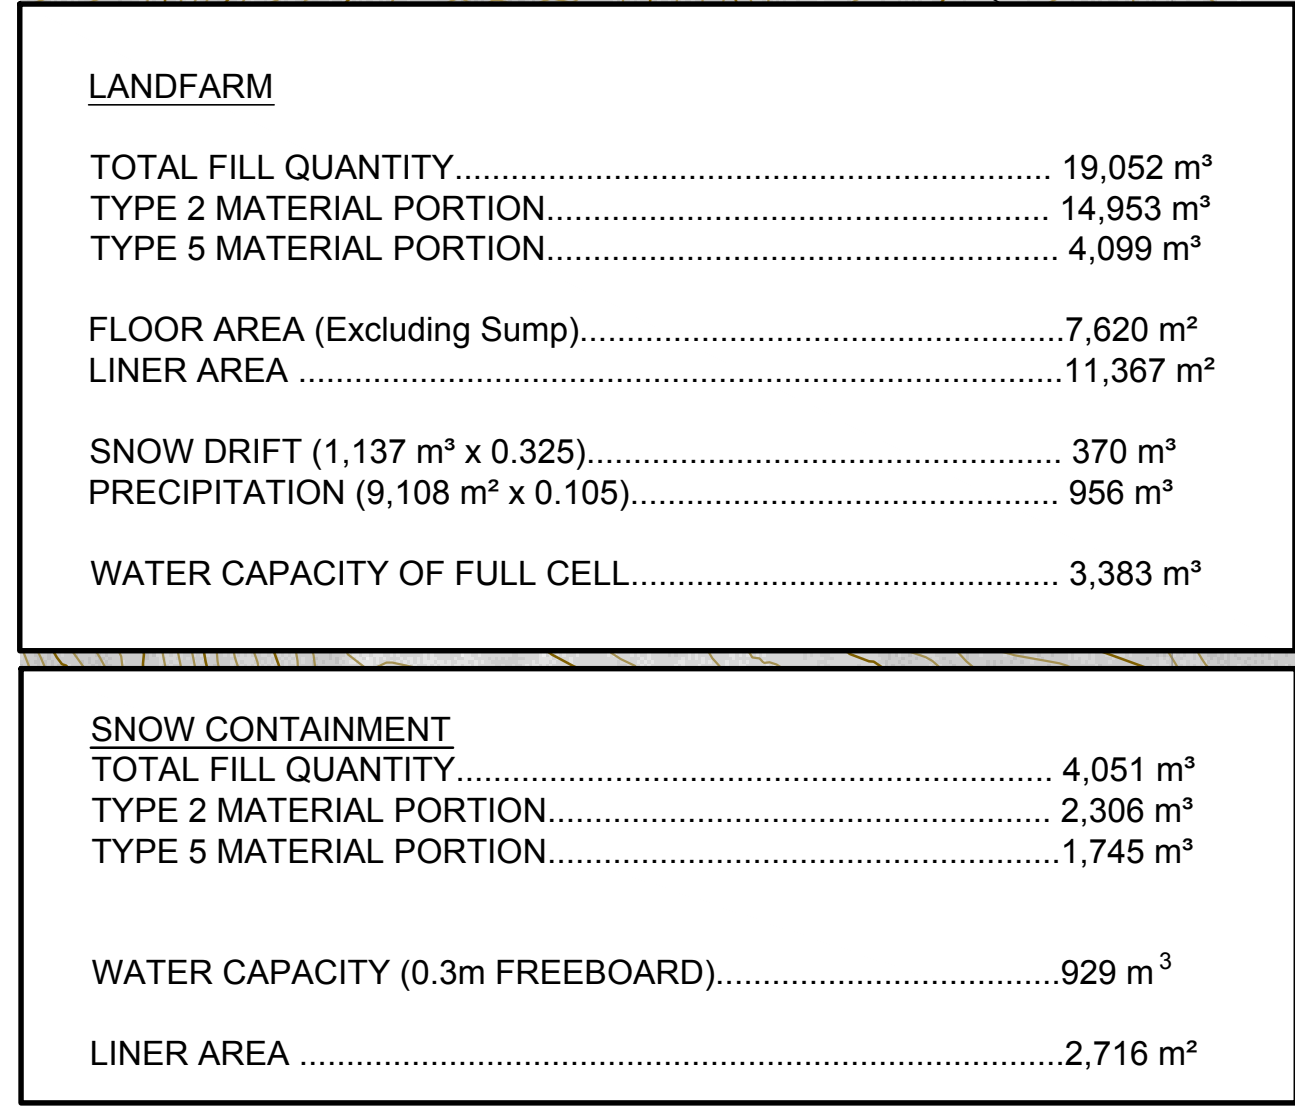 LANDFARM
TOTAL FILL QUANTITY................................................................ 19,052 m³
TYPE 2 MATERIAL PORTION...................................................... 14,953 m³
TYPE 5 MATERIAL PORTION....................................................... 4,099 m³
FLOOR AREA (Excluding Sump)....................................................7,620 m²
LINER AREA ..................................................................................11,367 m²
SNOW DRIFT (1,137 m³ x 0.325)................................................... 370 m³
PRECIPITATION (9,108 m² x 0.105).............................................. 956 m³
WATER CAPACITY OF FULL CELL.............................................. 3,383 m³
SNOW CONTAINMENT
TOTAL FILL QUANTITY................................................................ 4,051 m³
TYPE 2 MATERIAL PORTION...................................................... 2,306 m³
TYPE 5 MATERIAL PORTION.......................................................1,745 m³
WATER CAPACITY (0.3m FREEBOARD).....................................929 m³
LINER AREA ..................................................................................2,716 m²